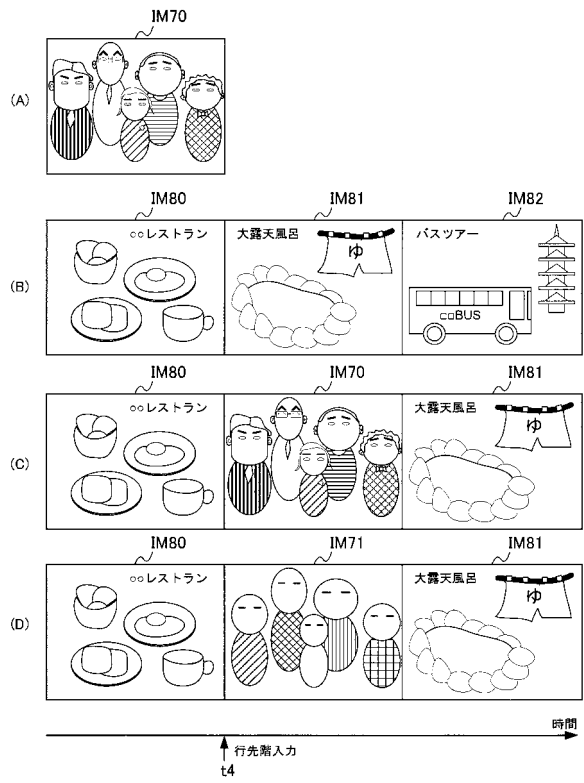 IM70
(A)
IM80 IM81 IM82
(B)
○○レストラン
大露天風呂
ゆ
バスツアー
□□BUS
IM80 IM70 IM81
(C)
○○レストラン
大露天風呂
ゆ
IM80 IM71 IM81
(D)
○○レストラン
大露天風呂
ゆ
時間
行先階入力
t4